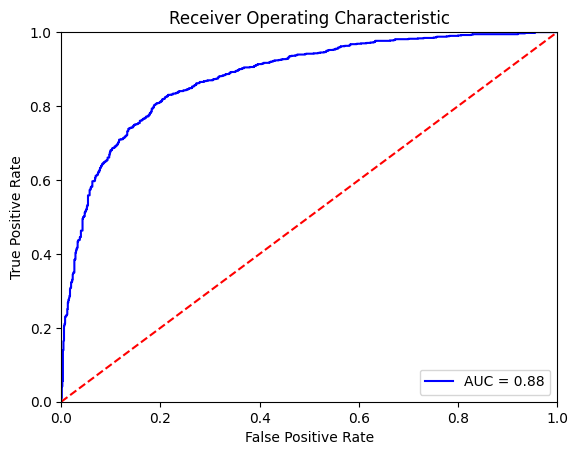 Receiver Operating Characteristic
1.0
0.8
0.6
0.4
0.2
0.0
True Positive Rate
AUC = 0.88
0.0 0.2 0.4 0.6 0.8 1.0
False Positive Rate